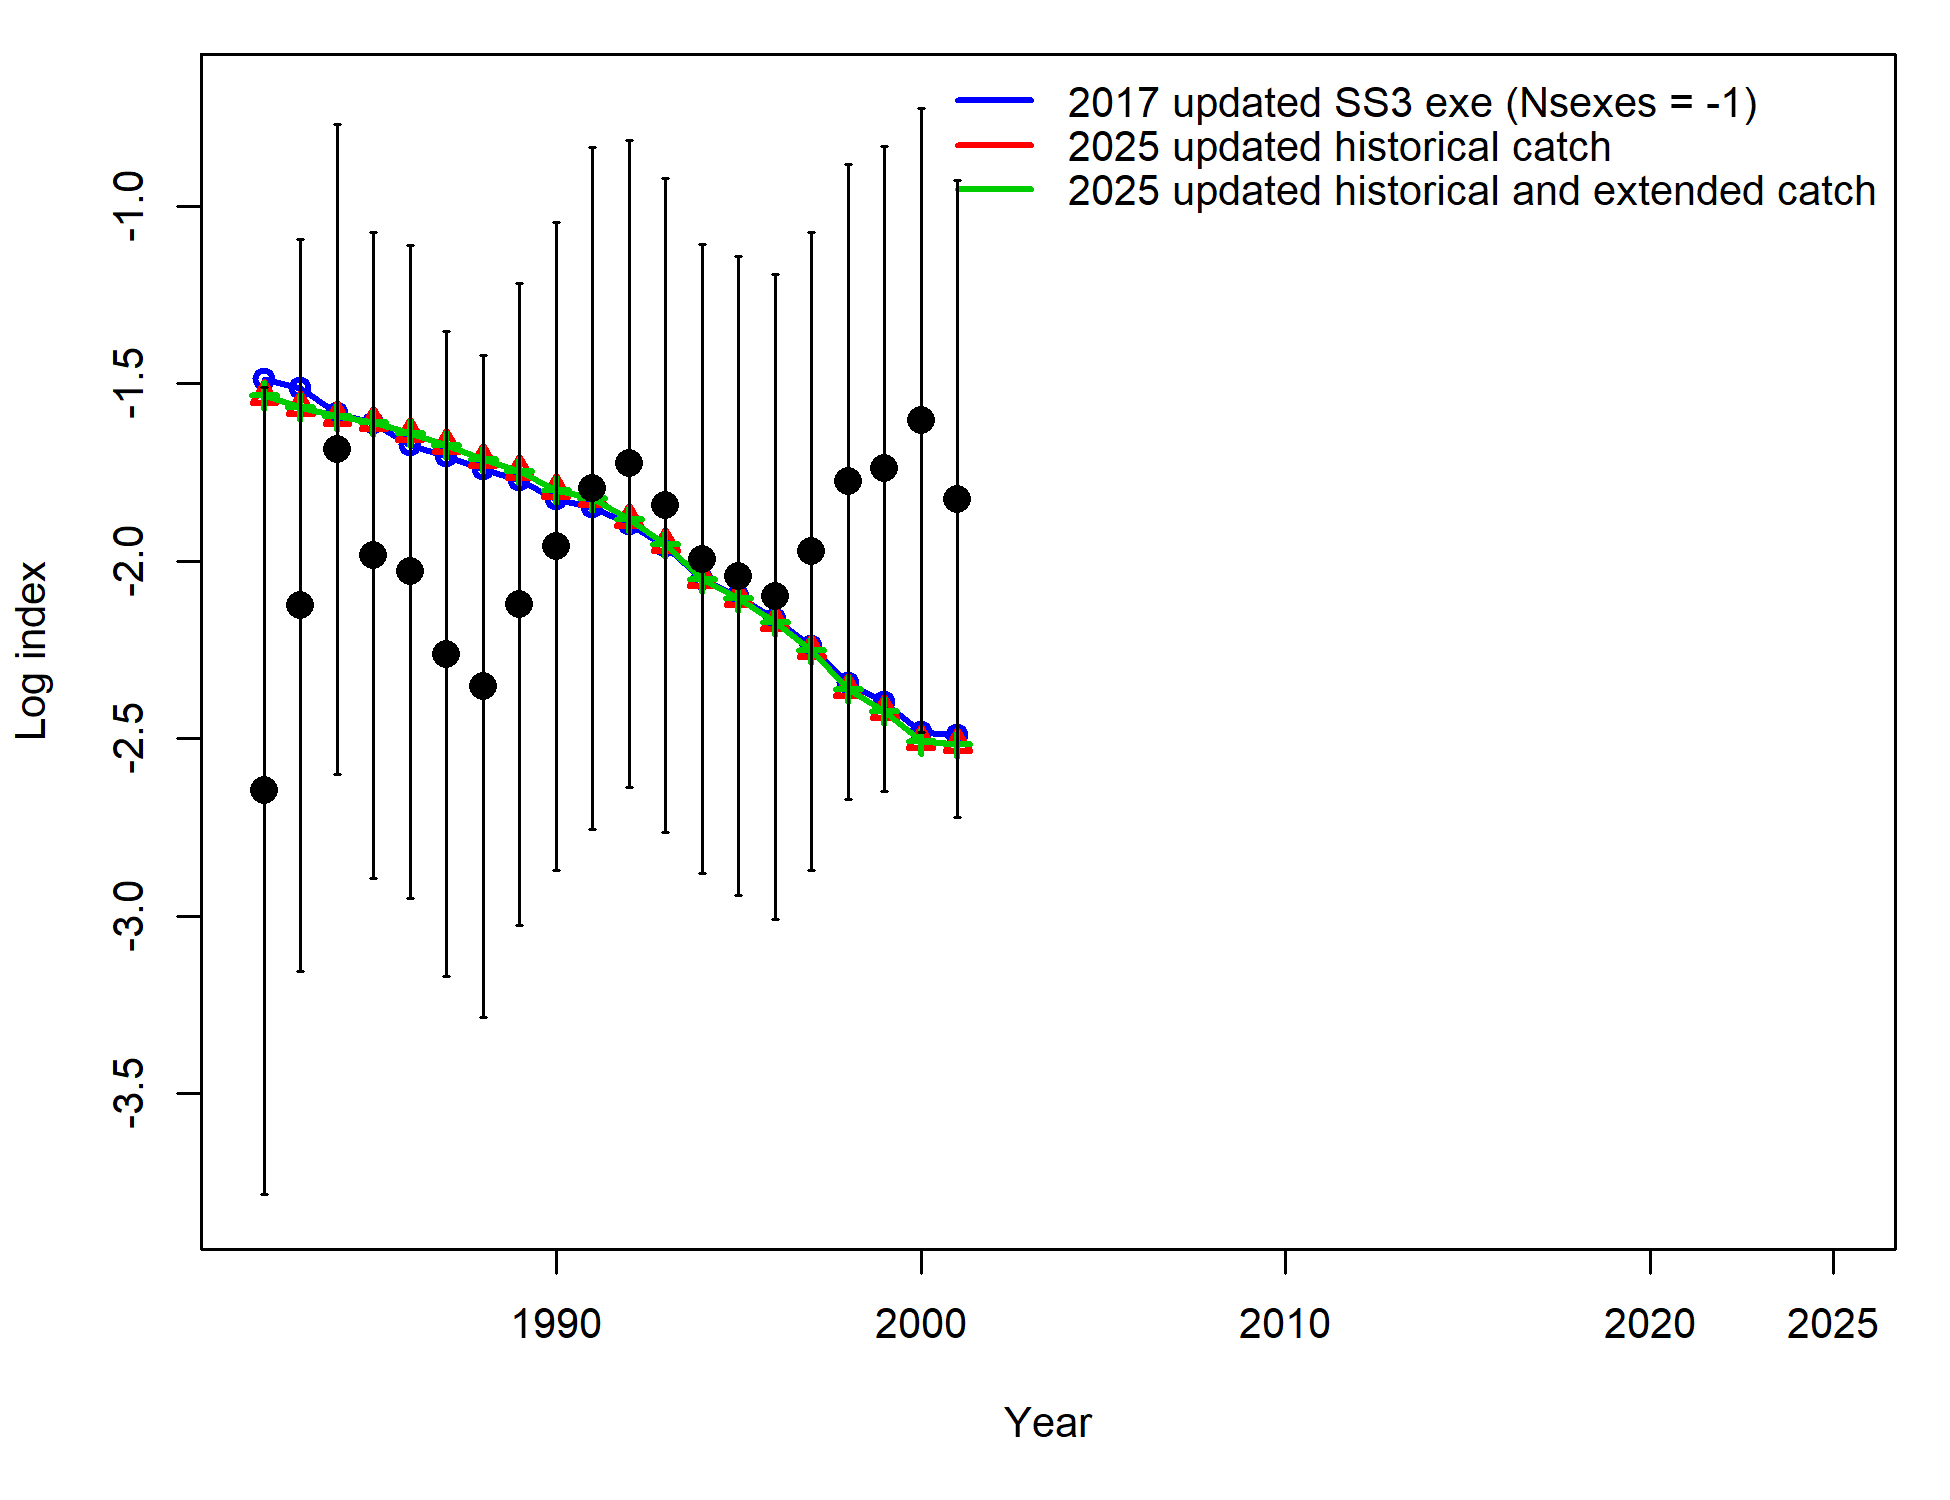 2017 updated SS3 exe (Nsexes = -1)
2025 updated historical catch
2025 updated historical and extended catch
Log index
-1.0
-1.5
-2.0
-2.5
-3.0
-3.5
1990 2000 2010 2020 2025
Year